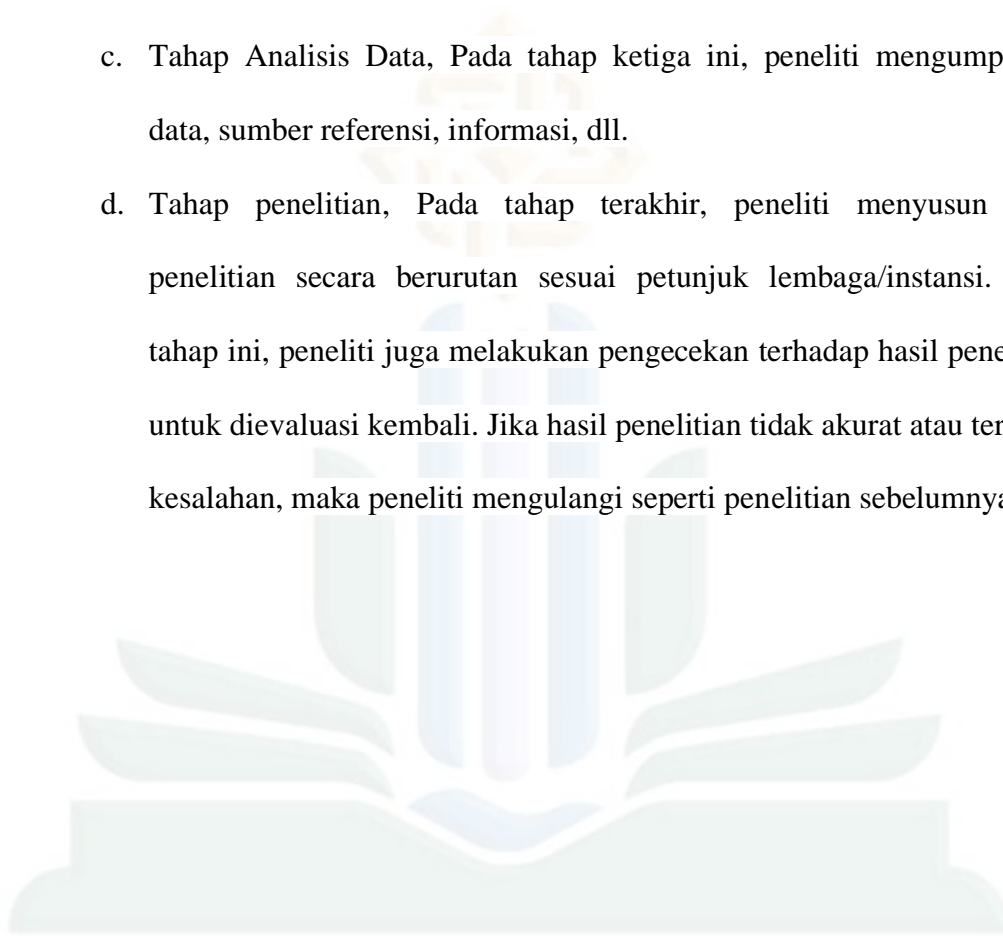 c. Tahap Analisis Data, Pada tahap ketiga ini, peneliti mengump
data, sumber referensi, informasi, dll.
d. Tahap penelitian, Pada tahap terakhir, peneliti menyusun
penelitian secara berurutan sesuai petunjuk lembaga/instansi.
tahap ini, peneliti juga melakukan pengecekan terhadap hasil pene
untuk dievaluasi kembali. Jika hasil penelitian tidak akurat atau ter
kesalahan, maka peneliti mengulangi seperti penelitian sebelumnya